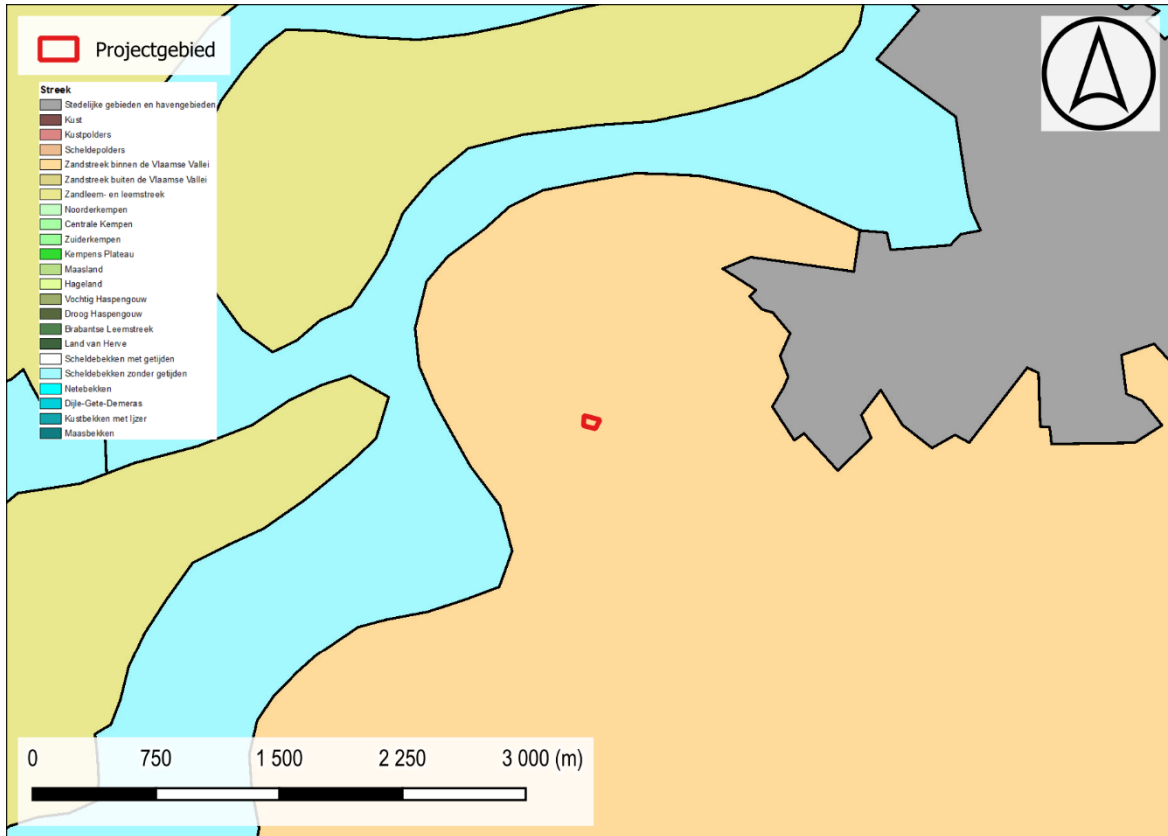 Projectgebied
Streek
Stedelijke gebieden en havengebieden
Kust
Kustpolders
Scheldepolders
Zandstreek binnen de Vlaamse Vallei
Zandstreek buiten de Vlaamse Vallei
Zandleem- en leemstreek
Noorderkempen
Centrale Kempen
Zuiderkempen
Kempens Plateau
Maasland
Hageland
Vochtig Haspengouw
Droog Haspengouw
Brabantse Leemstreek
Land van Herve
Scheldebekken met getijden
Scheldebekken zonder getijden
Netebekken
Dijle-Gete-Demeras
Kustbekken met Ijzer
Maasbekken
0 750 1 500 2 250 3 000 (m)